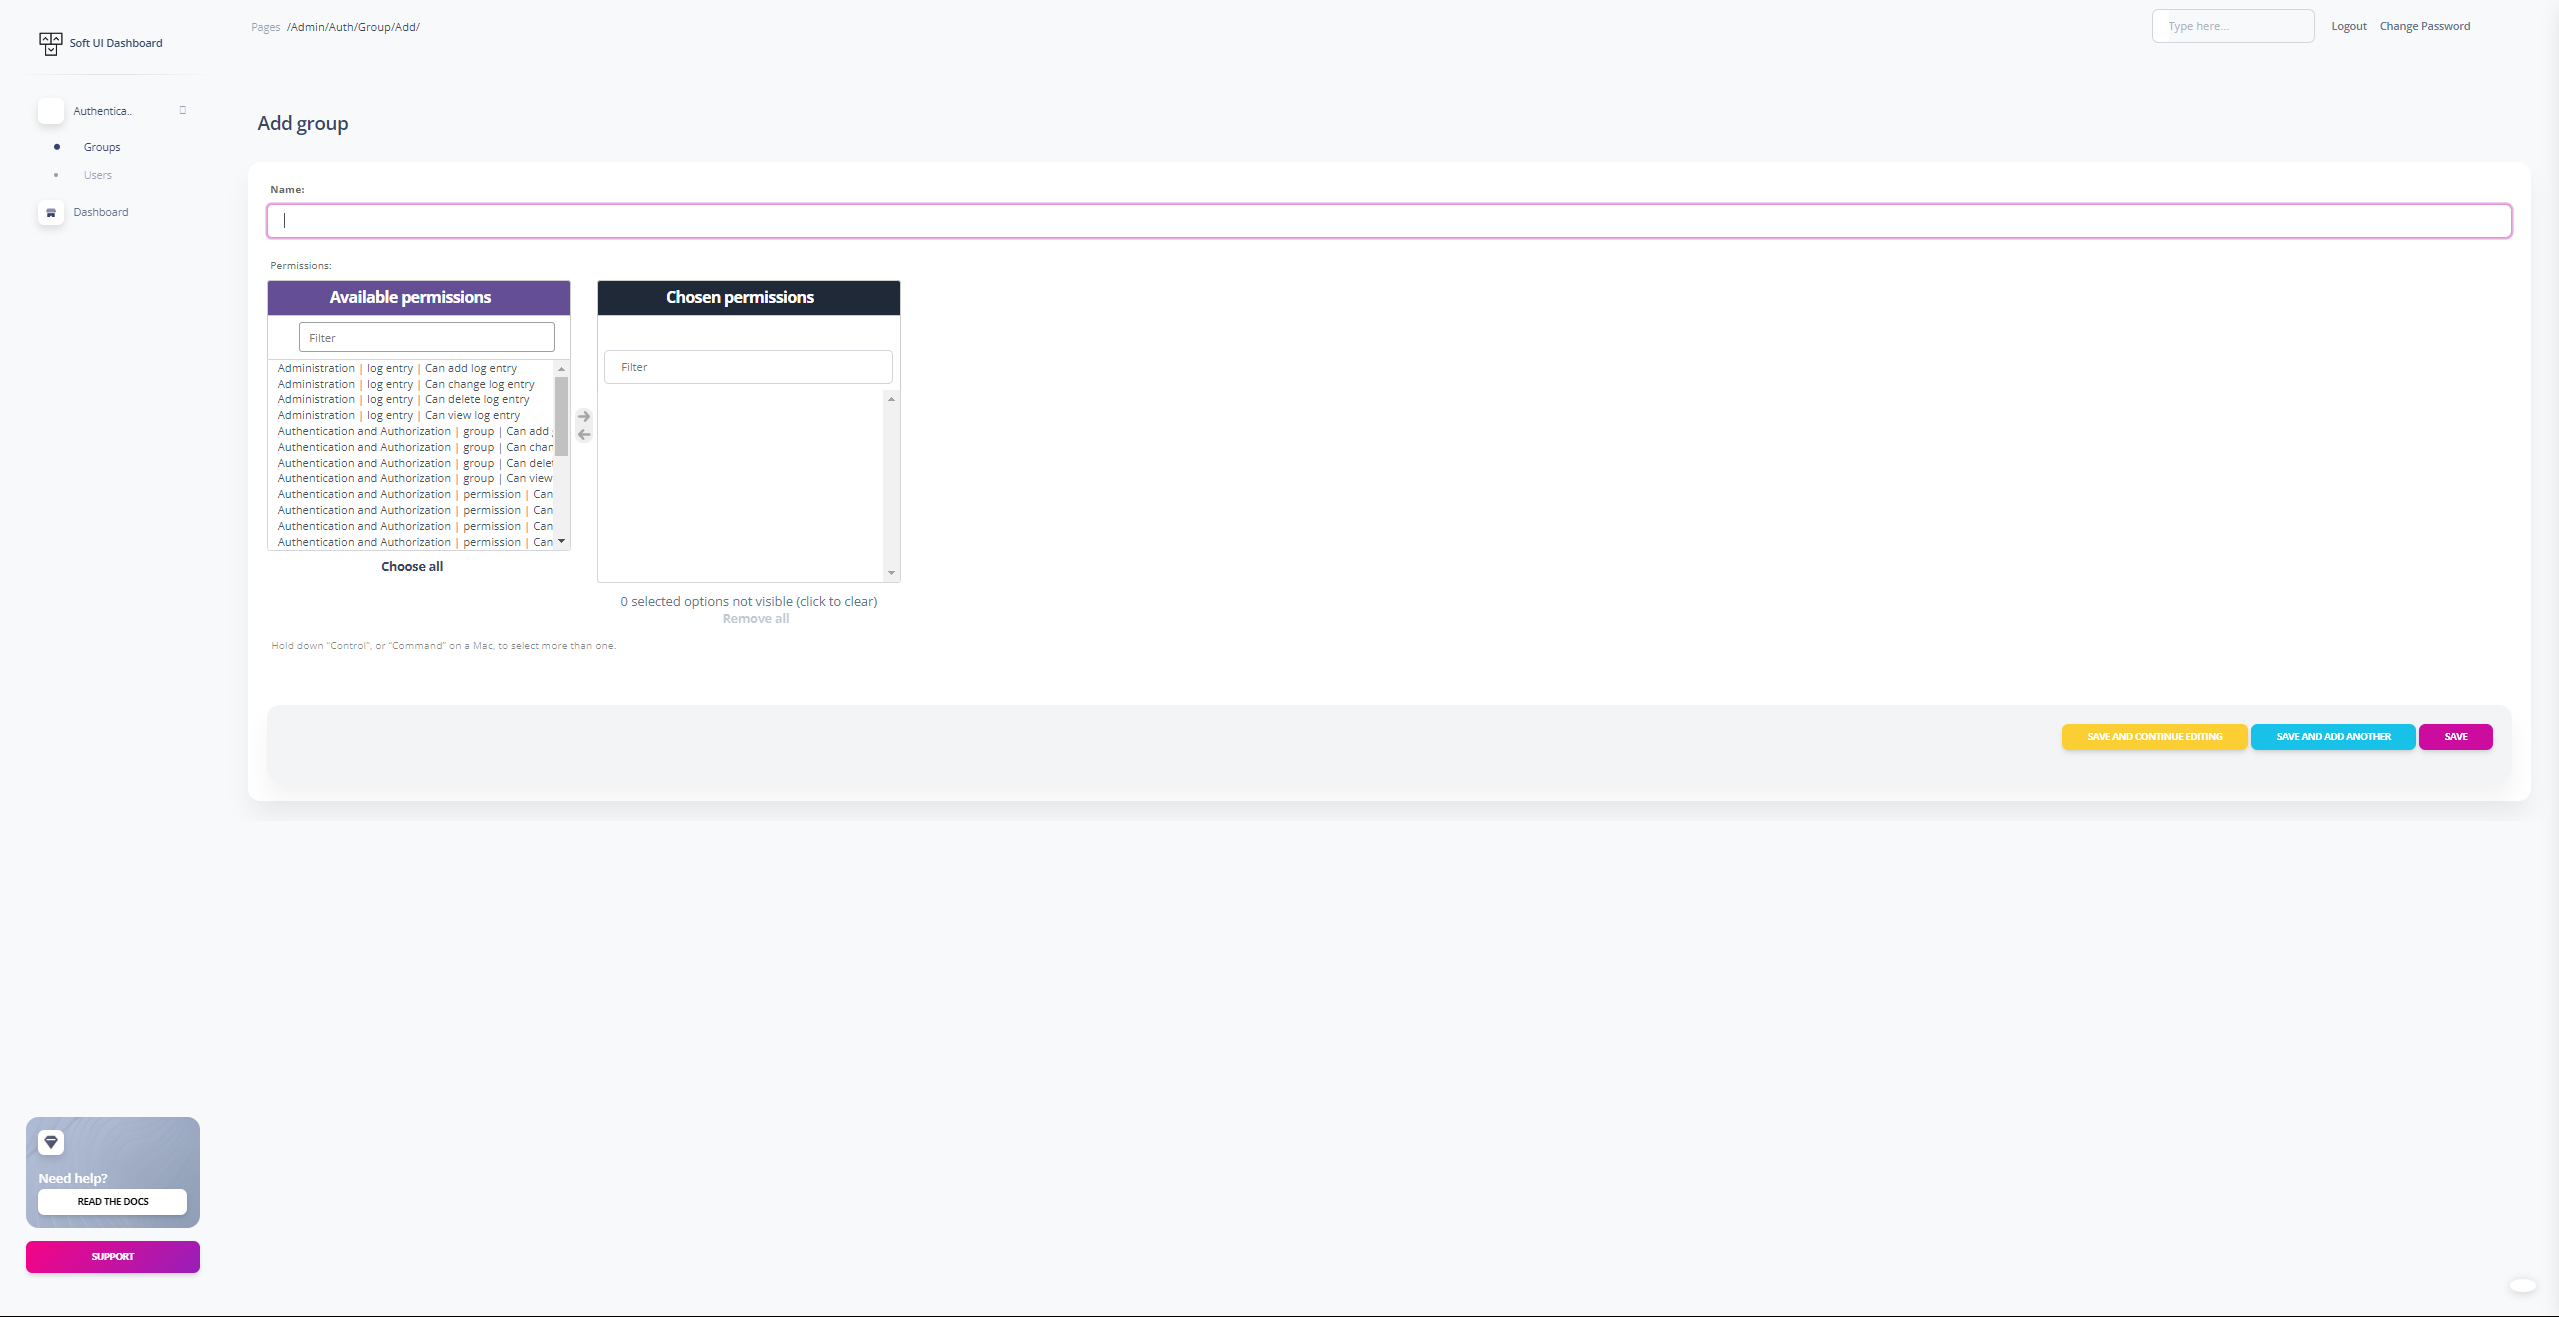 Soft UI Dashboard
Pages /Admin/Auth/Group/Add/
Type here...
Logout
Change Password
Authentica..
Groups
Users
Dashboard
Add group
Name:
Permissions:
Available permissions
Filter
Administration | log entry | Can add log entry
Administration | log entry | Can change log entry
Administration | log entry | Can delete log entry
Administration | log entry | Can view log entry
Authentication and Authorization | group | Can add
Authentication and Authorization | group | Can chan
Authentication and Authorization | group | Can delet
Authentication and Authorization | group | Can view
Authentication and Authorization | permission | Can
Authentication and Authorization | permission | Can
Authentication and Authorization | permission | Can
Authentication and Authorization | permission | Can
Choose all
Chosen permissions
Filter
0 selected options not visible (click to clear)
Remove all
Hold down “Control”, or “Command” on a Mac, to select more than one.
SAVE AND CONTINUE EDITING
SAVE AND ADD ANOTHER
SAVE
Need help?
READ THE DOCS
SUPPORT